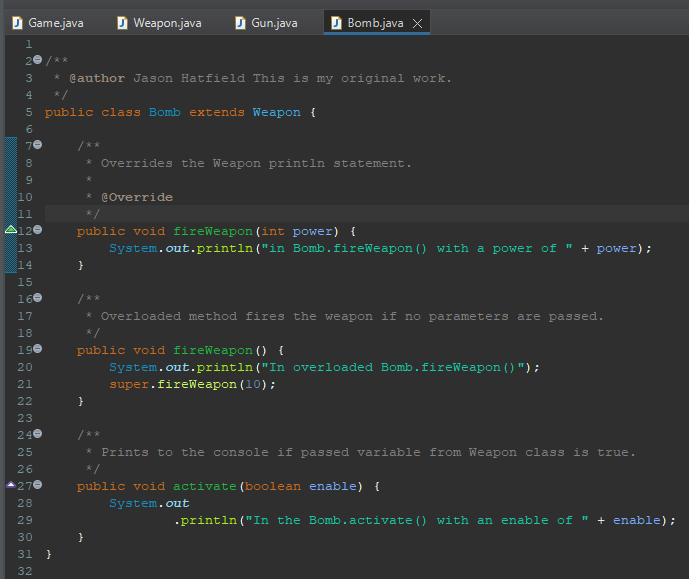 Game.java Weapon.java Gun.java Bomb.java
1
2 /**
3 * @author Jason Hatfield This is my original work.
4 */
5 public class Bomb extends Weapon {
6
7 /**
8 * Overrides the Weapon println statement.
9 *
10 * @Override
11 */
12 public void fireWeapon(int power) {
13 System.out.println("in Bomb.fireWeapon() with a power of " + power);
14 }
15
16 /**
17 * Overloaded method fires the weapon if no parameters are passed.
18 */
19 public void fireWeapon() {
20 System.out.println("In overloaded Bomb.fireWeapon()");
21 super.fireWeapon(10);
22 }
23
24 /**
25 * Prints to the console if passed variable from Weapon class is true.
26 */
27 public void activate(boolean enable) {
28 System.out
29 .println("In the Bomb.activate() with an enable of " + enable);
30 }
31 }
32